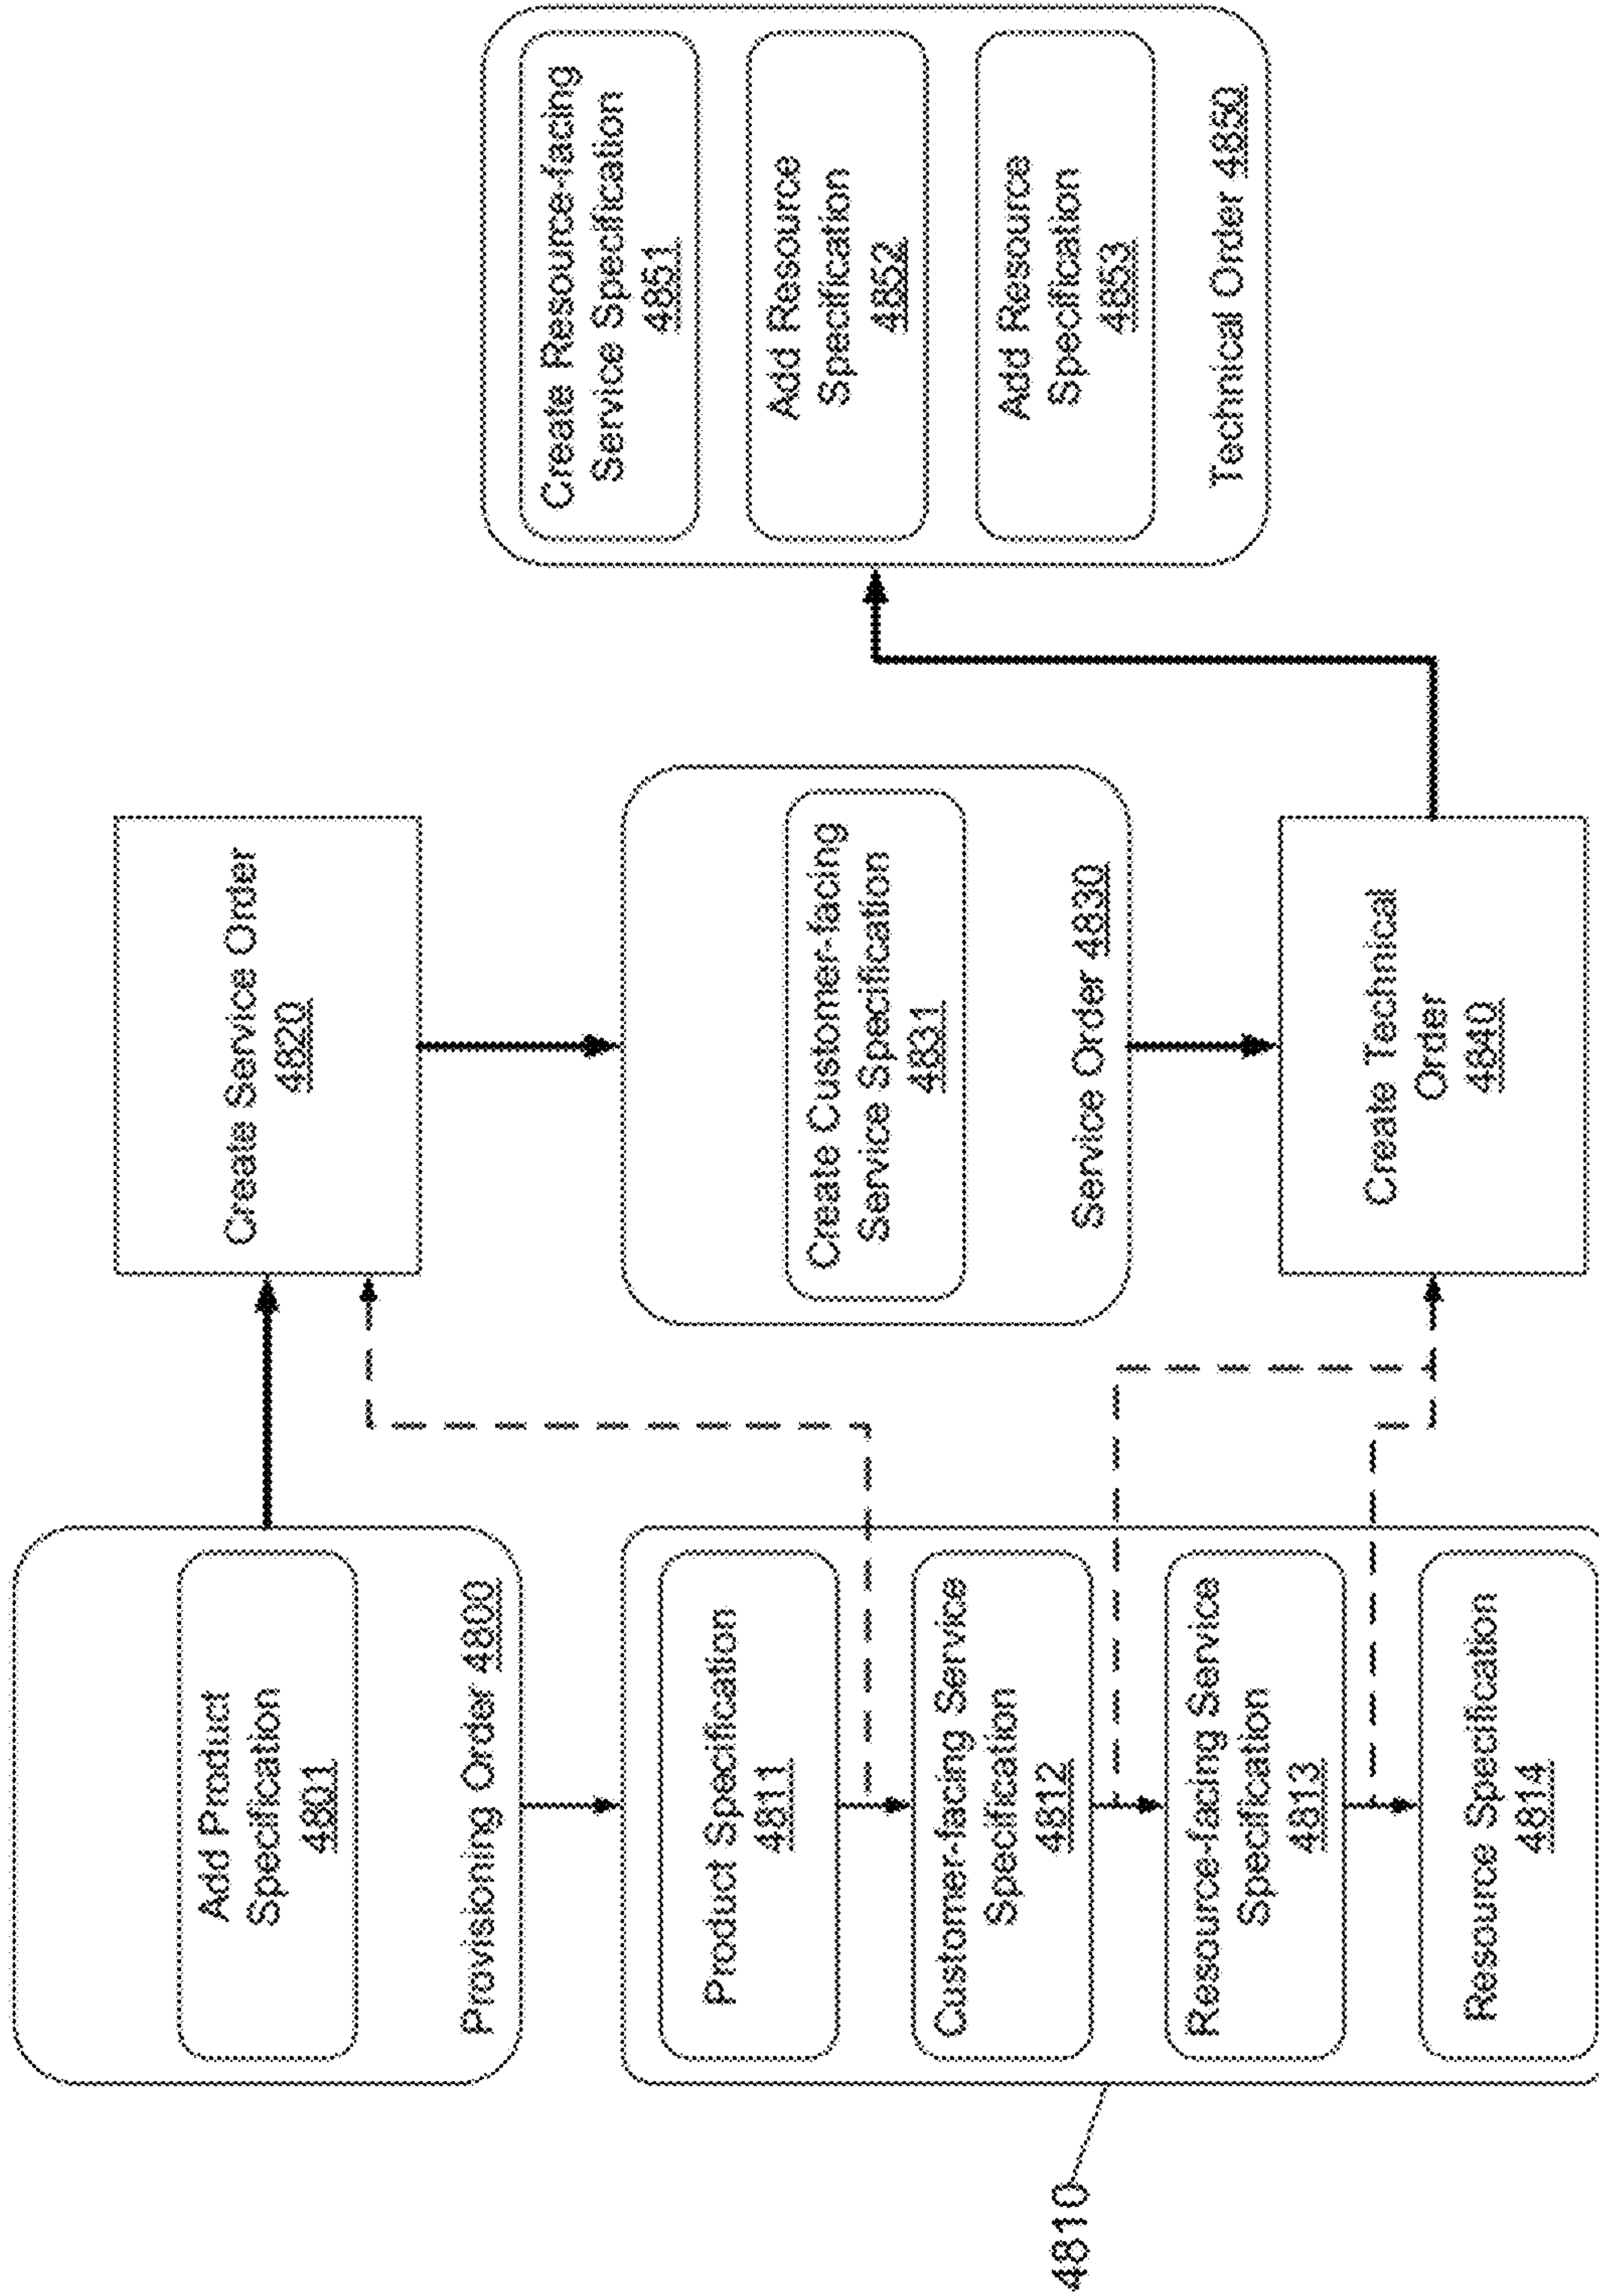 Add Product
Specification
4801
Provisioning Order 4800
Product Specification
4811
Customer-facing Service
Specification
4812
Resource-facing Service
Specification
4813
Resource Specification
4814
4810
Create Service Order
4820
Create Customer-facing
Service Specification
4831
Service Order 4830
Create Technical
Order
4840
Create Resource-facing
Service Specification
4851
Add Resource
Specification
4852
Add Resource
Specification
4853
Technical Order 4850